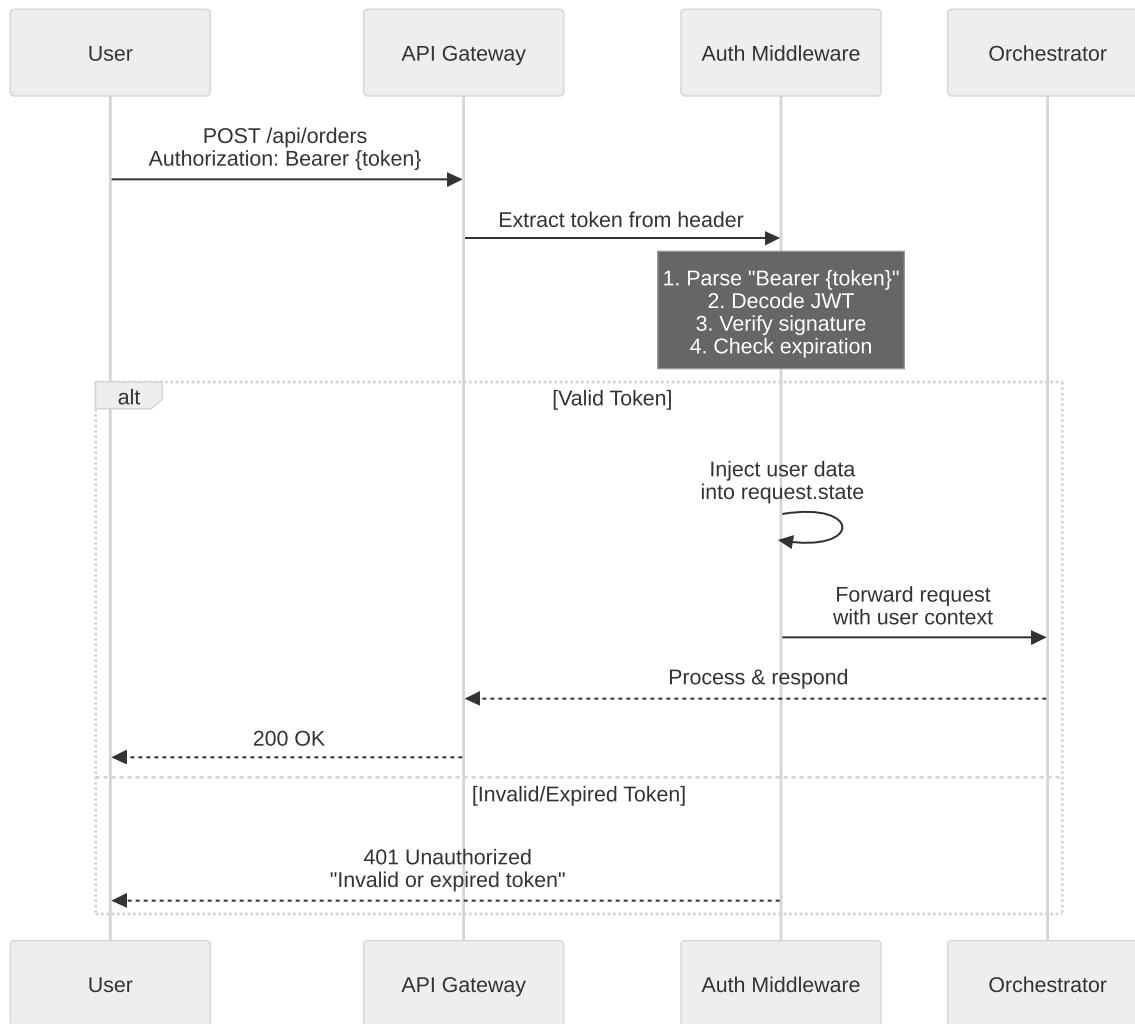 User
API Gateway
Auth Middleware
Orchestrator
POST /api/orders
Authorization: Bearer {token}
Extract token from header
1. Parse "Bearer {token}"
2. Decode JWT
3. Verify signature
4. Check expiration
alt
[Valid Token]
Inject user data
into request.state
Forward request
with user context
Process & respond
200 OK
[Invalid/Expired Token]
401 Unauthorized
"Invalid or expired token"
User
API Gateway
Auth Middleware
Orchestrator